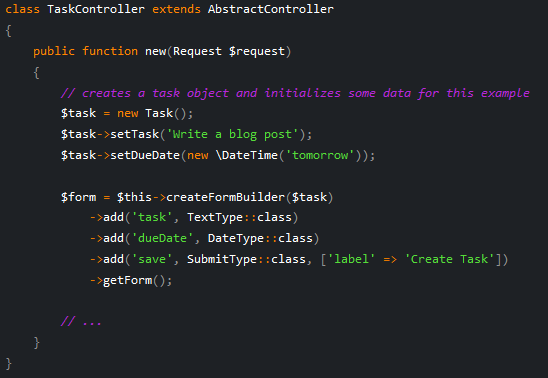 class TaskController extends AbstractController
{
    public function new(Request $request)
    {
        // creates a task object and initializes some data for this example
        $task = new Task();
        $task->setTask('Write a blog post');
        $task->setDueDate(new \DateTime('tomorrow'));

        $form = $this->createFormBuilder($task)
            ->add('task', TextType::class)
            ->add('dueDate', DateType::class)
            ->add('save', SubmitType::class, ['label' => 'Create Task'])
            ->getForm();

        // ...
    }
}